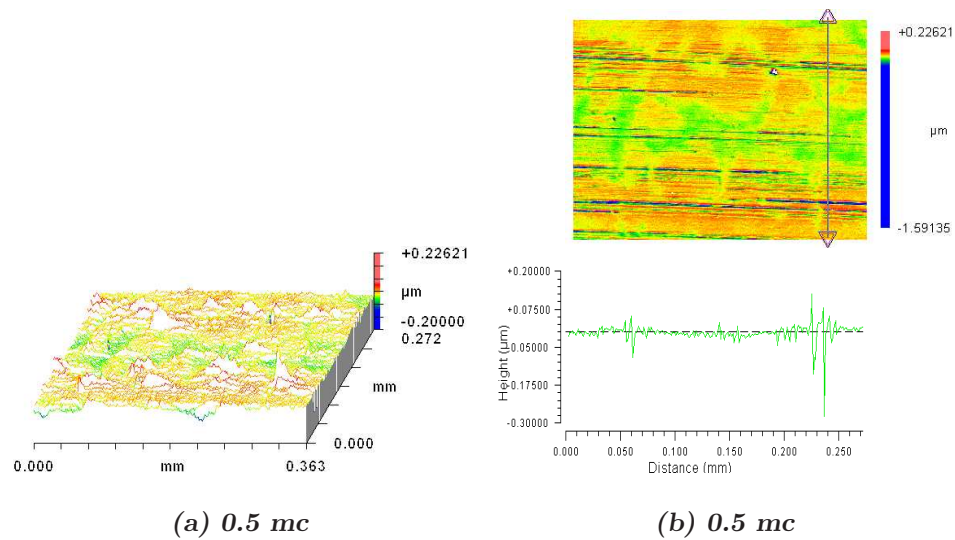 +0.22621
µm
-0.20000
0.272
mm
0.000
0.000
mm
0.363
(a) 0.5 mc
+0.22621
µm
-1.59135
+0.20000
+0.07500
0.05000
-0.17500
-0.30000
Height (µm)
0.000
0.050
0.100
0.150
0.200
0.250
Distance (mm)
(b) 0.5 mc